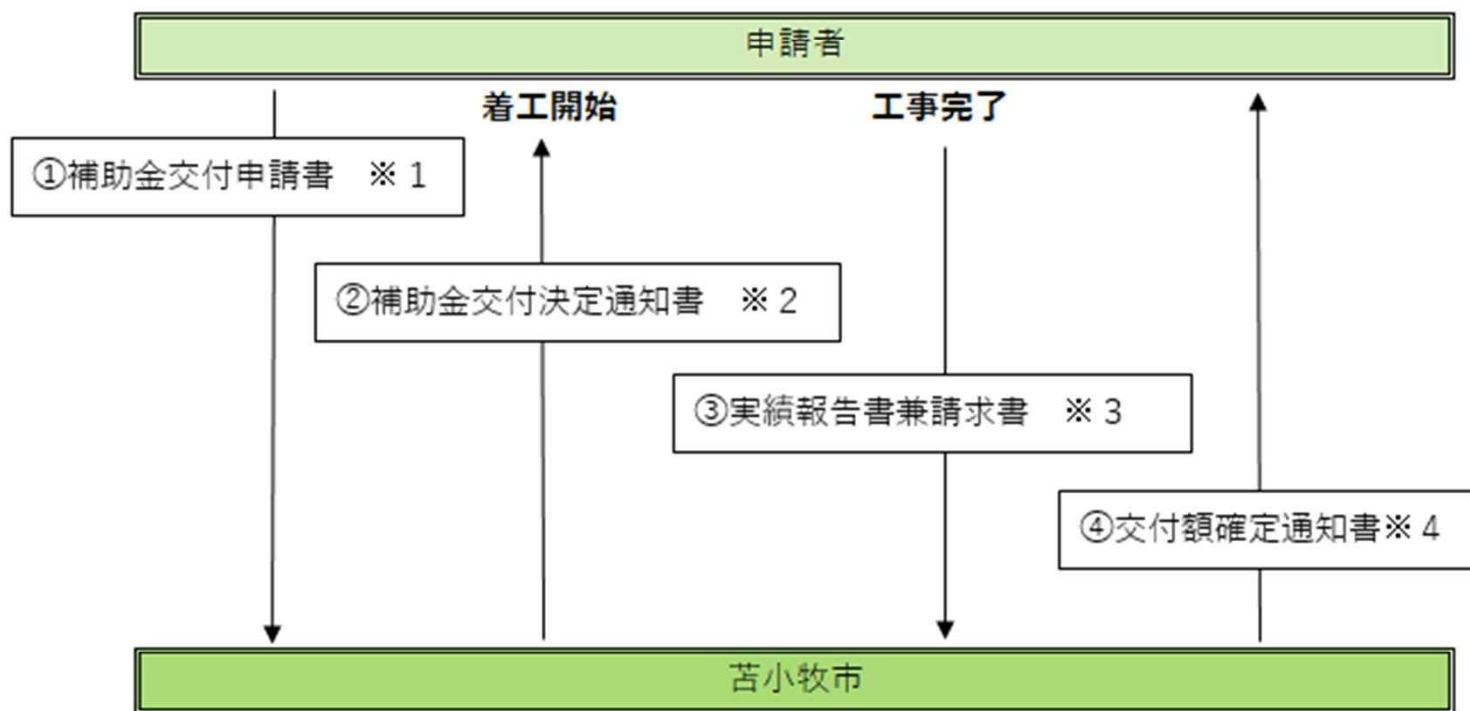 申請者
着工開始
工事完了
①補助金交付申請書　※１
②補助金交付決定通知書　※２
③実績報告書兼請求書　※３
④交付額確定通知書※４
苫小牧市